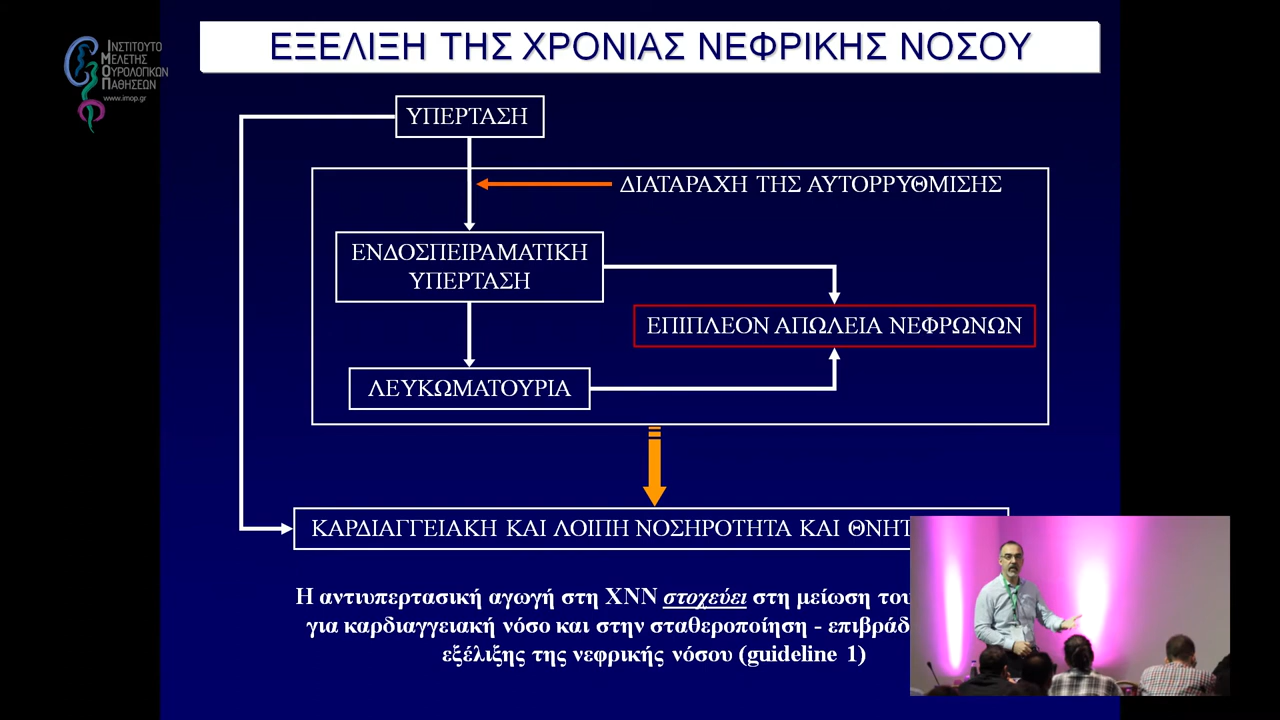 ΙΝΣΤΙΤΟΥΤΟ
ΜΕΛΕΤΗΣ
ΟΥΡΟΛΟΓΙΚΩΝ
ΠΑΘΗΣΕΩΝ
www.imop.gr
ΕΞΕΛΙΞΗ ΤΗΣ ΧΡΟΝΙΑΣ ΝΕΦΡΙΚΗΣ ΝΟΣΟΥ
ΥΠΕΡΤΑΣΗ
ΔΙΑΤΑΡΑΧΗ ΤΗΣ ΑΥΤΟΡΡΥΘΜΙΣΗΣ
ΕΝΔΟΣΠΕΙΡΑΜΑΤΙΚΗ
ΥΠΕΡΤΑΣΗ
ΕΠΙΠΛΕΟΝ ΑΠΩΛΕΙΑ ΝΕΦΡΩΝΩΝ
ΛΕΥΚΩΜΑΤΟΥΡΙΑ
ΚΑΡΔΙΑΓΓΕΙΑΚΗ ΚΑΙ ΛΟΙΠΗ ΝΟΣΗΡΟΤΗΤΑ ΚΑΙ
Η αντιυπερτασική αγωγή στη ΧΝΝ στοχεύει στη μείωση του
για καρδιαγγειακή νόσο και στην σταθεροποίηση -
εξέλιξης της νεφρικής νόσου (guideline 1)